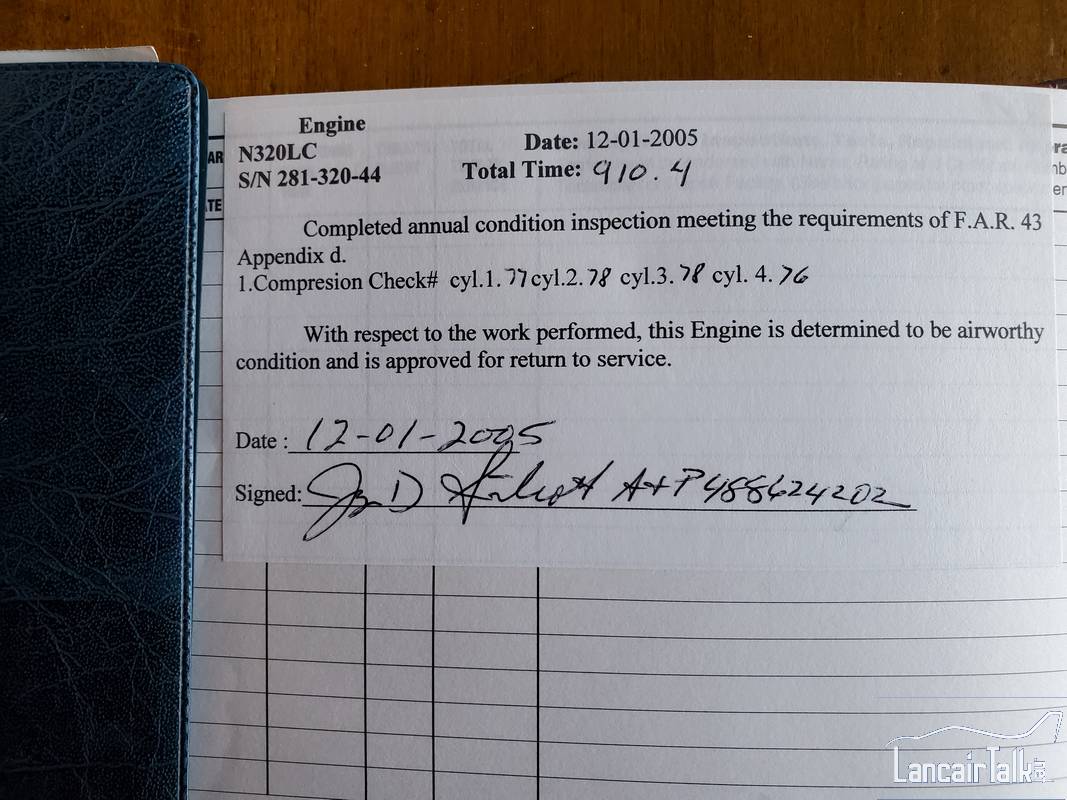 Engine
N320LC Date: 12-01-2005
S/N 281-320-44 Total Time: 910.4
Completed annual condition inspection meeting the requirements of F.A.R. 43
Appendix d.
1.Compresion Check# cyl.1. 77 cyl.2. 78 cyl.3. 78 cyl. 4. 76
With respect to the work performed, this Engine is determined to be airworthy
condition and is approved for return to service.
Date : 12-01-2005
Signed: D A+P 488624202
AR
TE
LancairTalk